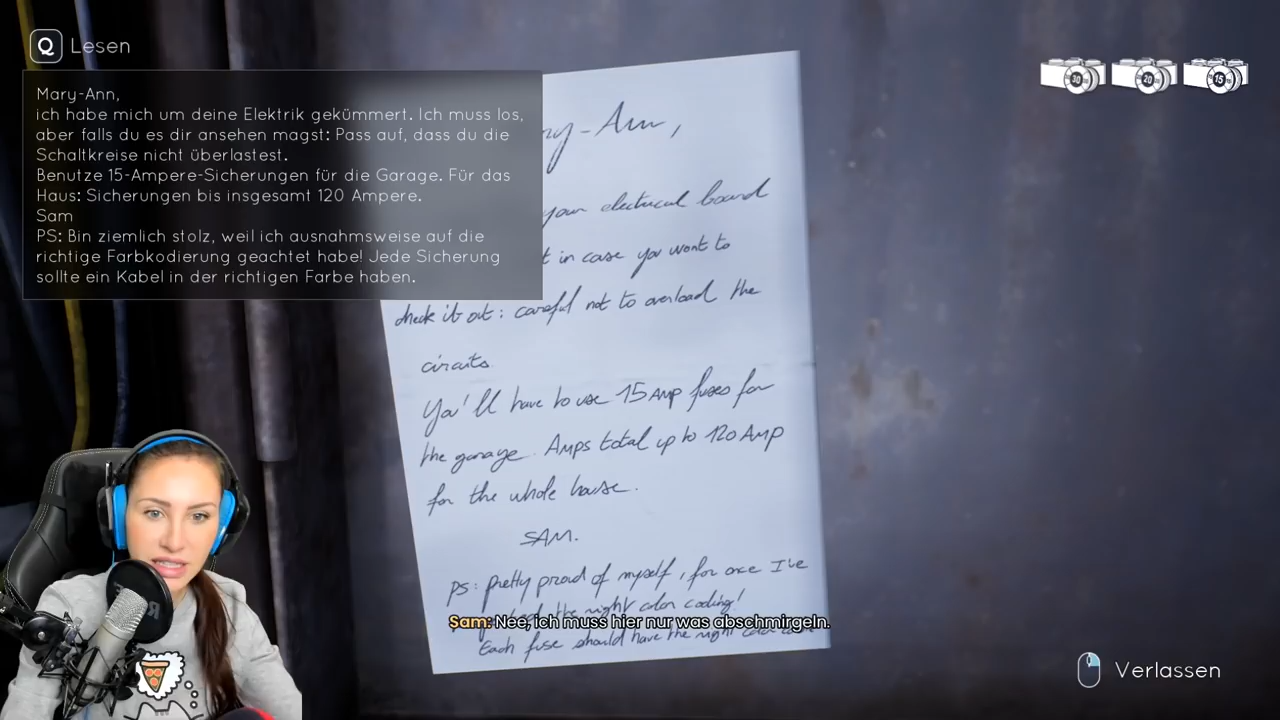 Q Lesen
Mary-Ann,
ich habe mich um deine Elektrik gekümmert. Ich muss los,
aber falls du es dir ansehen magst: Pass auf, dass du die
Schaltkreise nicht überlastest.
Benutze 15-Ampere-Sicherungen für die Garage. Für das
Haus: Sicherungen bis insgesamt 120 Ampere.
Sam
PS: Bin ziemlich stolz, weil ich ausnahmsweise auf die
richtige Farbkodierung geachtet habe! Jede Sicherung
sollte ein Kabel in der richtigen Farbe haben.
30 20 15
ry-Ann,
your electrical board
t in case you want to
check it out : careful not to overload the
circuits.
You'll have to use 15 AMP fuses for
the garage. Amps total up to 120 AMP
for the whole house.
SAM.
PS: pretty proud of myself, for once I've
the right color coding!
Each fuse should have the right color
Sam: Nee, ich muss hier nur was abschmirgeln.
Verlassen